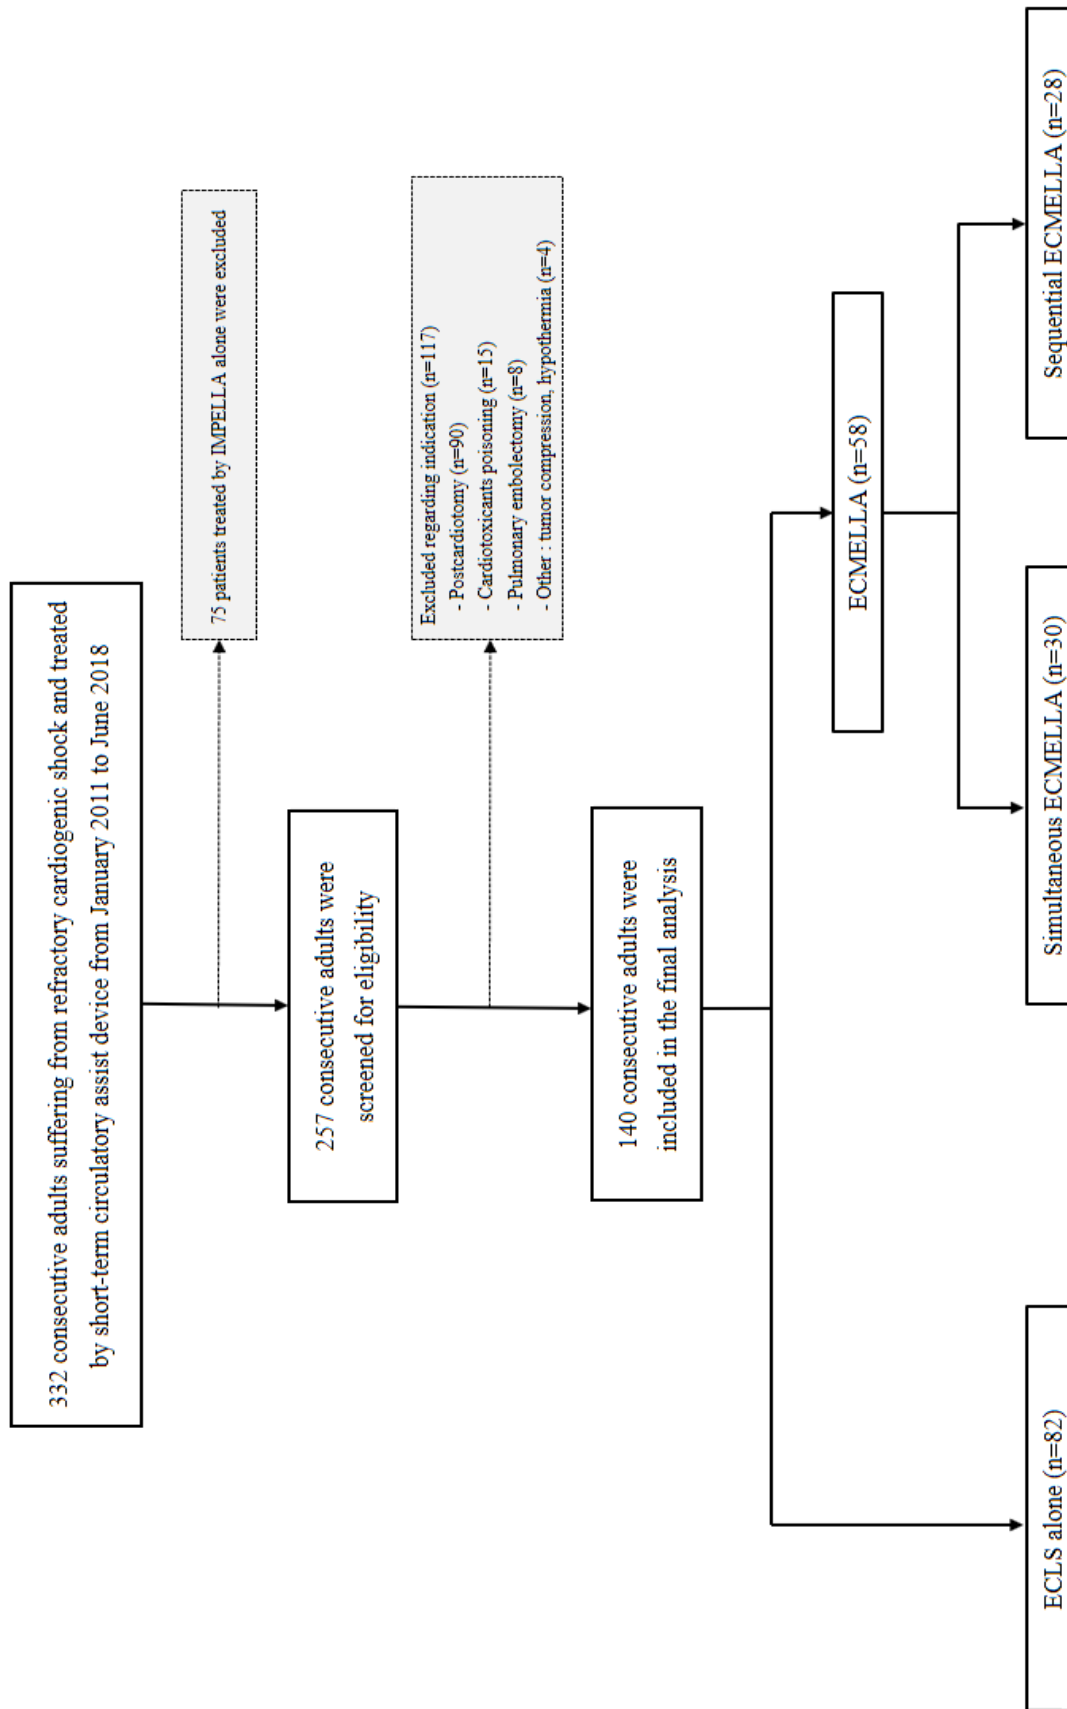 332 consecutive adults suffering from refractory cardiogenic shock and treated
by short-term circulatory assist device from January 2011 to June 2018
75 patients treated by IMPELLA alone were excluded
257 consecutive adults were
screened for eligibility
Excluded regarding indication (n=117)
- Postcardiotomy (n=90)
- Cardiotoxicants poisoning (n=15)
- Pulmonary embolectomy (n=8)
- Other : tumor compression, hypothermia (n=4)
140 consecutive adults were
included in the final analysis
ECMELLA (n=58)
ECLS alone (n=82)
Simultaneous ECMELLA (n=30)
Sequential ECMELLA (n=28)